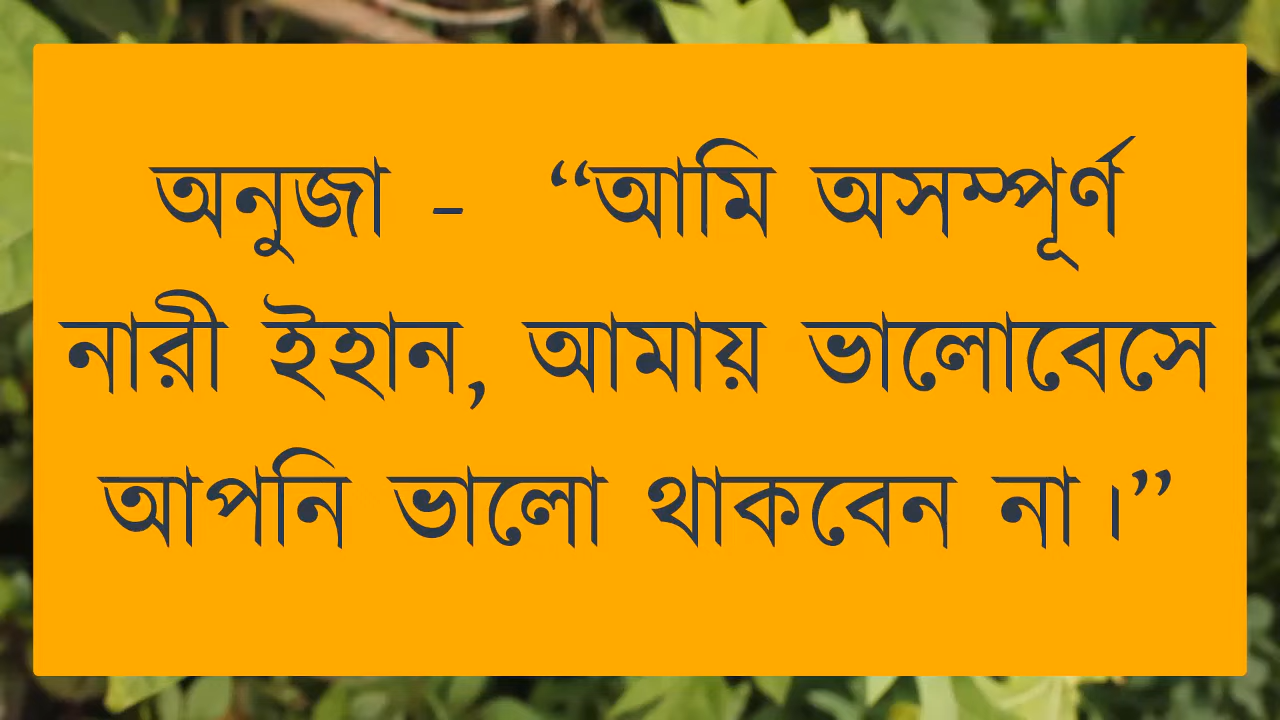 অনুজা - “আমি অসম্পূর্ণ
নারী ইহান, আমায় ভালোবেসে
আপনি ভালো থাকবেন না।”